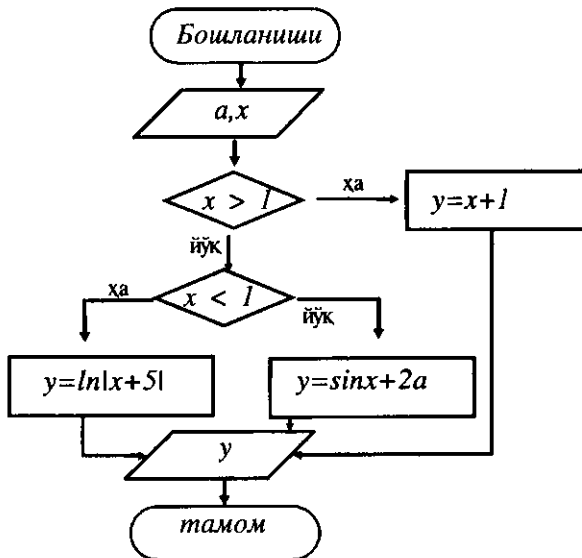 Бошланиши
a,x
x > 1
ҳа
y=x+1
йўқ
ҳа
x < 1
йўқ
y=ln|x+5|
y=sinx+2a
y
тамом